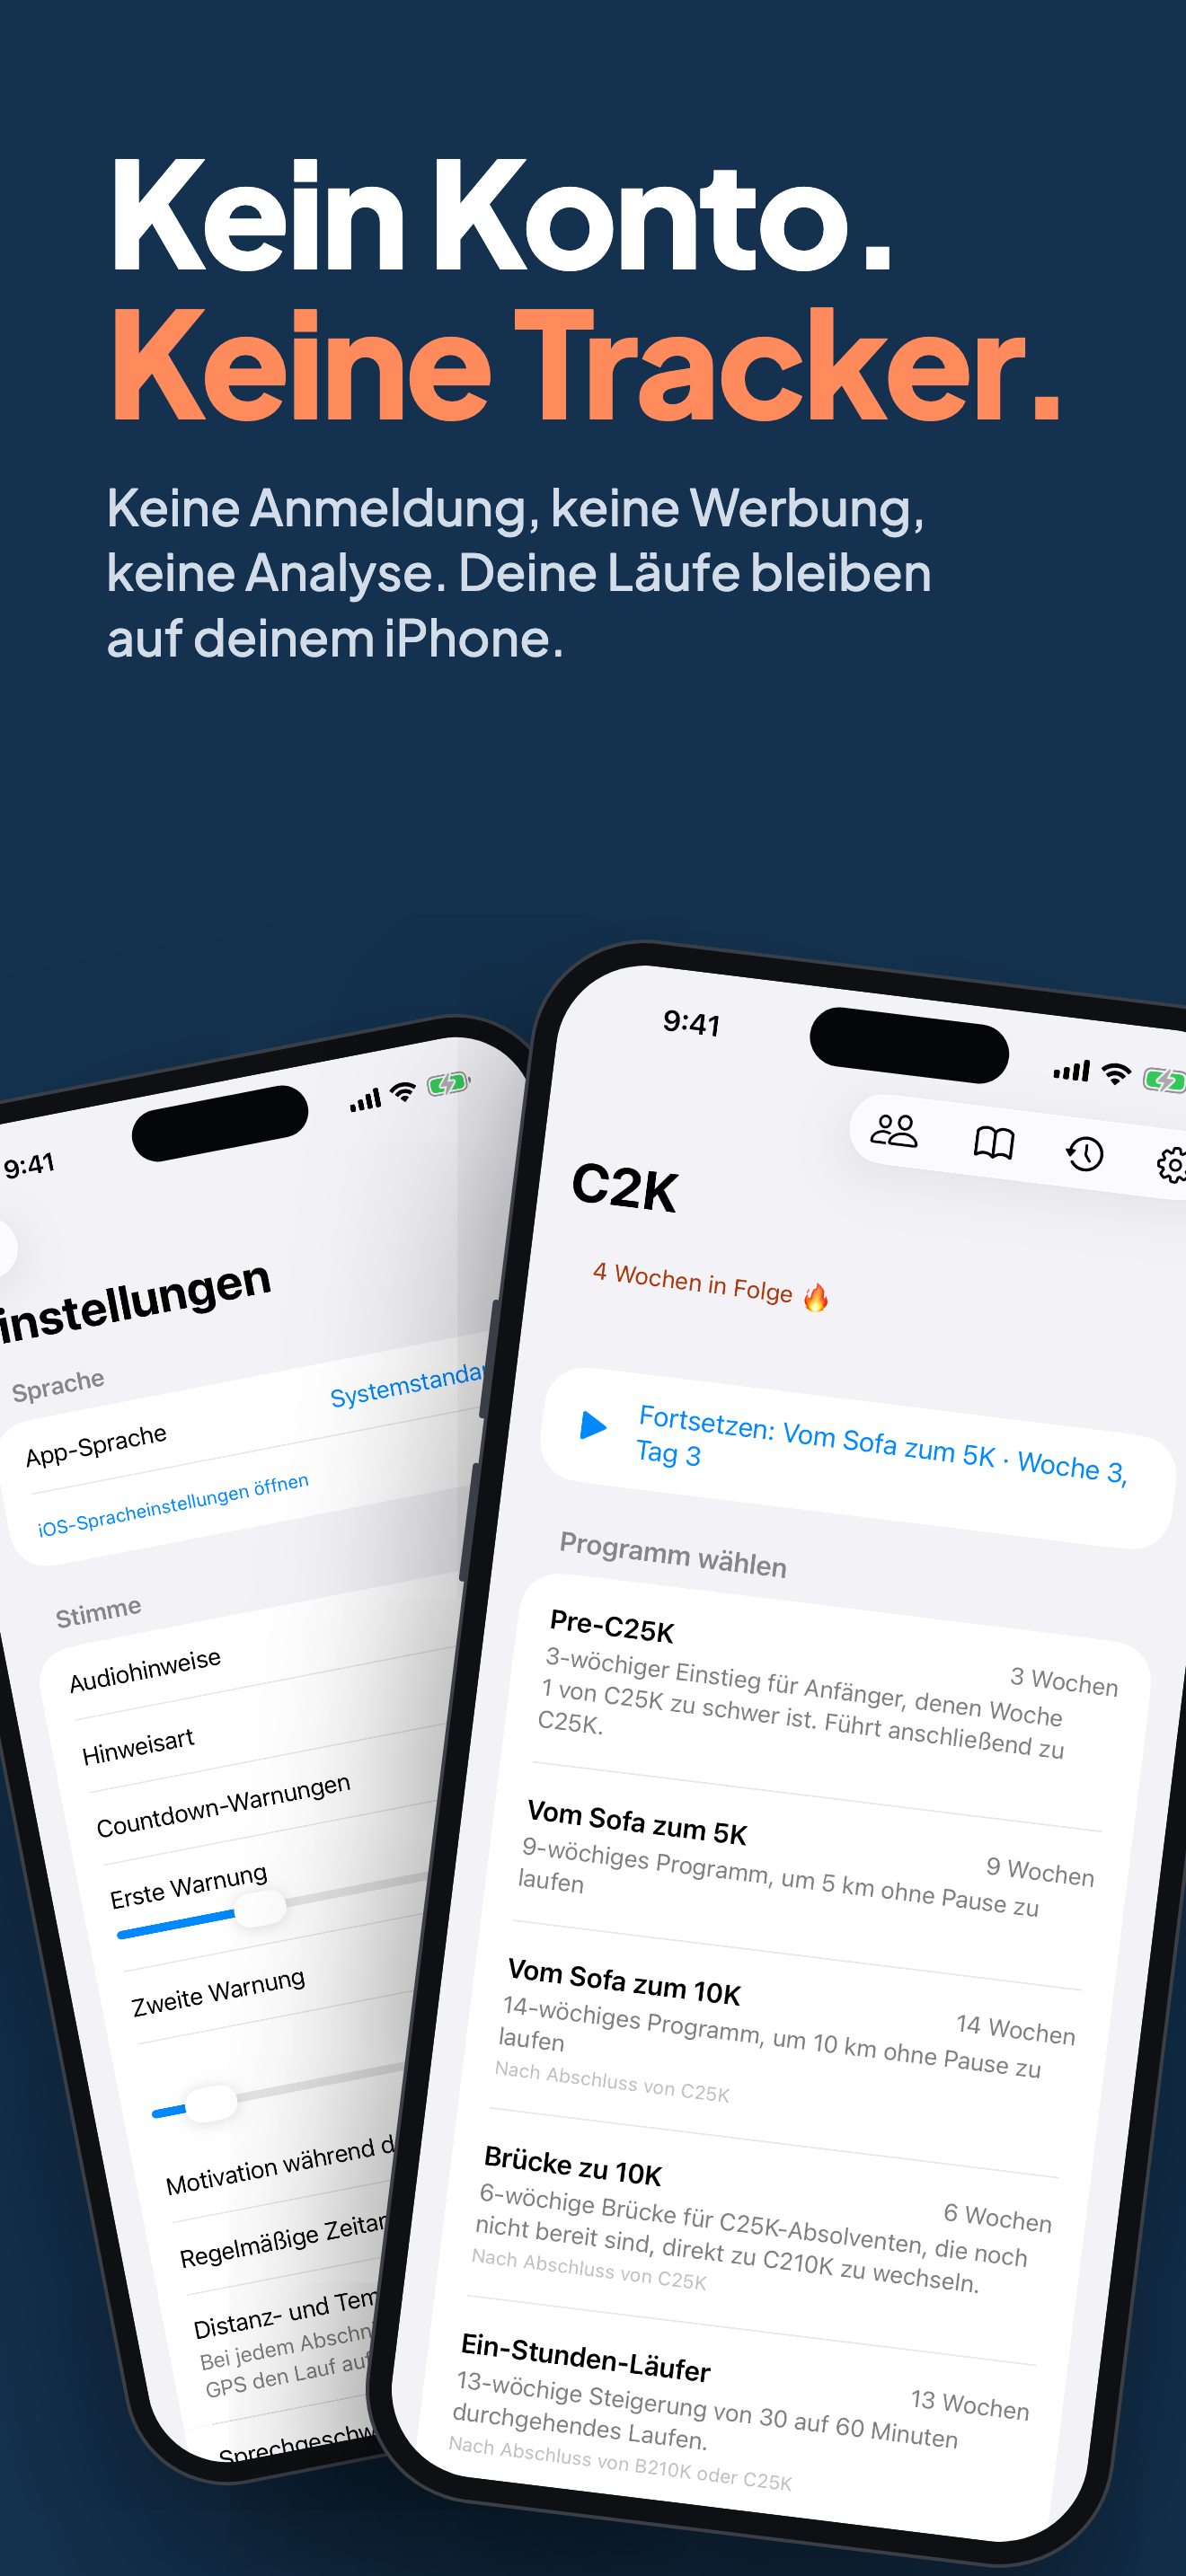 Kein Konto.
Keine Tracker.
Keine Anmeldung, keine Werbung,
keine Analyse. Deine Läufe bleiben
auf deinem iPhone.
9:41
instellungen
Sprache
App-Sprache
Systemstandar
iOS-Spracheinstellungen öffnen
Stimme
Audiohinweise
Hinweisart
Countdown-Warnungen
Erste Warnung
Zweite Warnung
Motivation während d
Regelmäßige Zeitan
Distanz- und Tem
Bei jedem Abschni
GPS den Lauf auf
Sprechgeschw
9:41
C2K
4 Wochen in Folge 🔥
Fortsetzen: Vom Sofa zum 5K · Woche 3,
Tag 3
Programm wählen
Pre-C25K
3 Wochen
3-wöchiger Einstieg für Anfänger, denen Woche
1 von C25K zu schwer ist. Führt anschließend zu
C25K.
Vom Sofa zum 5K
9 Wochen
9-wöchiges Programm, um 5 km ohne Pause zu
laufen
Vom Sofa zum 10K
14 Wochen
14-wöchiges Programm, um 10 km ohne Pause zu
laufen
Nach Abschluss von C25K
Brücke zu 10K
6 Wochen
6-wöchige Brücke für C25K-Absolventen, die noch
nicht bereit sind, direkt zu C210K zu wechseln.
Nach Abschluss von C25K
Ein-Stunden-Läufer
13 Wochen
13-wöchige Steigerung von 30 auf 60 Minuten
durchgehendes Laufen.
Nach Abschluss von B210K oder C25K